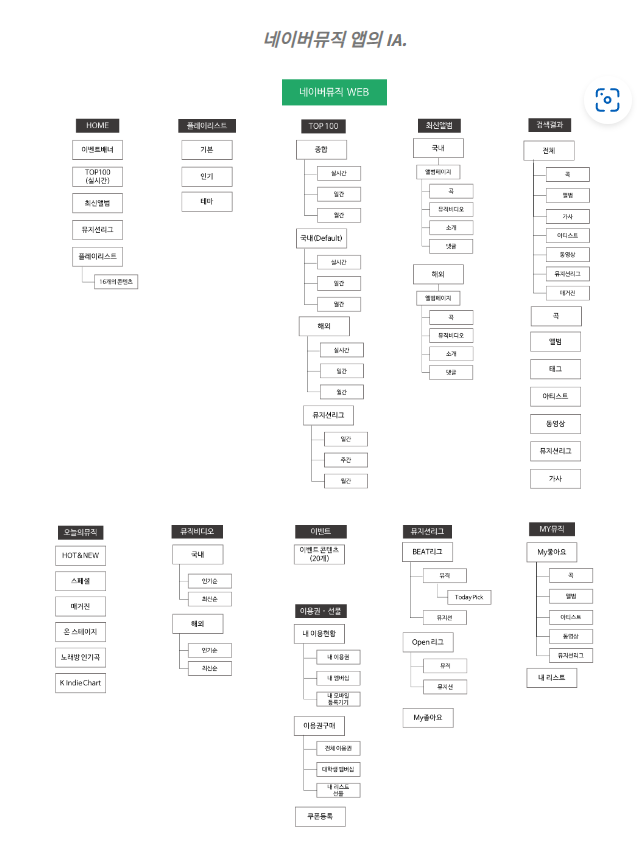 네이버뮤직 앱의 IA.
네이버뮤직 WEB
HOME
이벤트배너
TOP100
(실시간)
최신앨범
뮤지션리그
플레이리스트
16개의 콘텐츠
플레이리스트
기본
인기
테마
TOP 100
종합
실시간
일간
월간
국내(Default)
실시간
일간
월간
해외
실시간
일간
월간
뮤지션리그
일간
주간
월간
최신앨범
국내
앨범페이지
곡
뮤직비디오
소개
댓글
해외
앨범페이지
곡
뮤직비디오
소개
댓글
검색결과
전체
곡
앨범
가사
아티스트
동영상
뮤지션리그
매거진
곡
앨범
태그
아티스트
동영상
뮤지션리그
가사
오늘의뮤직
HOT&NEW
스페셜
매거진
온 스테이지
노래방 인기곡
K IndieChart
뮤직비디오
국내
인기순
최신순
해외
인기순
최신순
이벤트
이벤트 콘텐츠
(20개)
이용권 · 선물
내 이용현황
내 이용권
내 멤버십
내 모바일
등록기기
이용권구매
전체 이용권
대학생 멤버십
내 리스트
선물
쿠폰등록
뮤지션리그
BEAT리그
뮤직
Today Pick
뮤지션
Open 리그
뮤직
뮤지션
My좋아요
MY뮤직
My좋아요
곡
앨범
아티스트
동영상
뮤지션리그
내 리스트